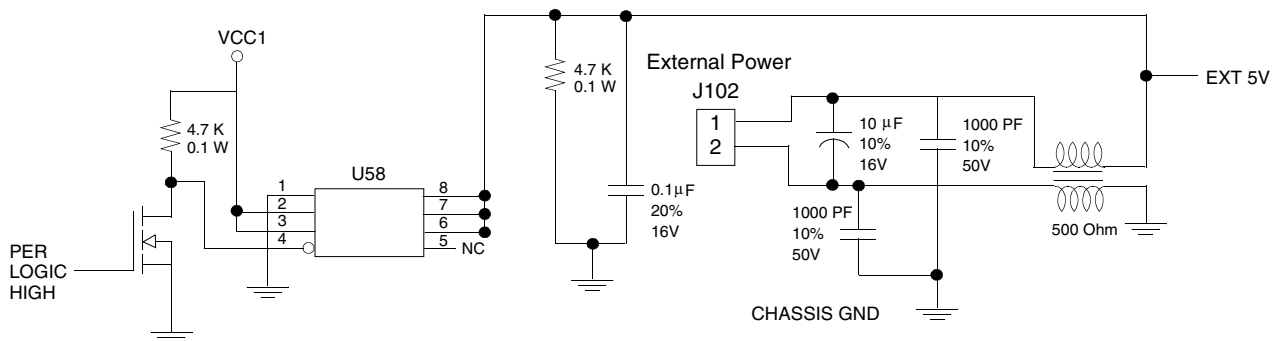 VCC1
4.7 K
0.1 W
PER
LOGIC
HIGH
U58
1
2
3
4
8
7
6
5
NC
4.7 K
0.1 W
0.1μF
20%
16V
External Power
J102
1
2
10 μF
10%
16V
1000 PF
10%
50V
1000 PF
10%
50V
CHASSIS GND
500 Ohm
EXT 5V